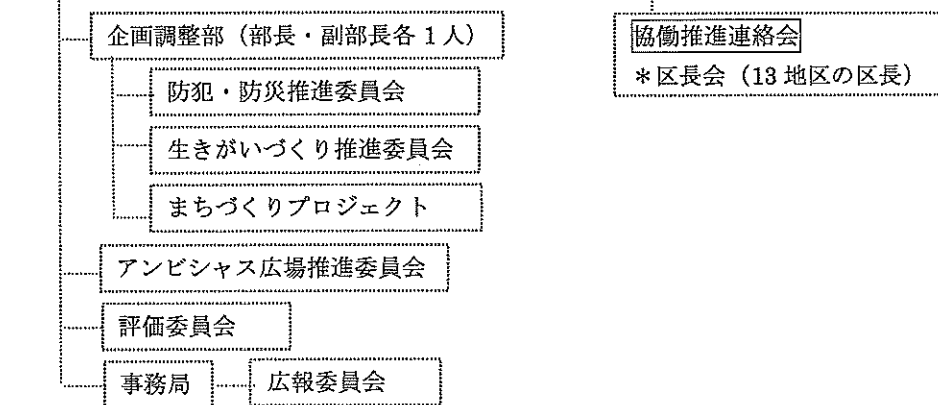 企画調整部（部長・副部長各1人）
防犯・防災推進委員会
生きがいづくり推進委員会
まちづくりプロジェクト
アンビシャス広場推進委員会
評価委員会
事務局
広報委員会
協働推進連絡会
＊区長会（13地区の区長）